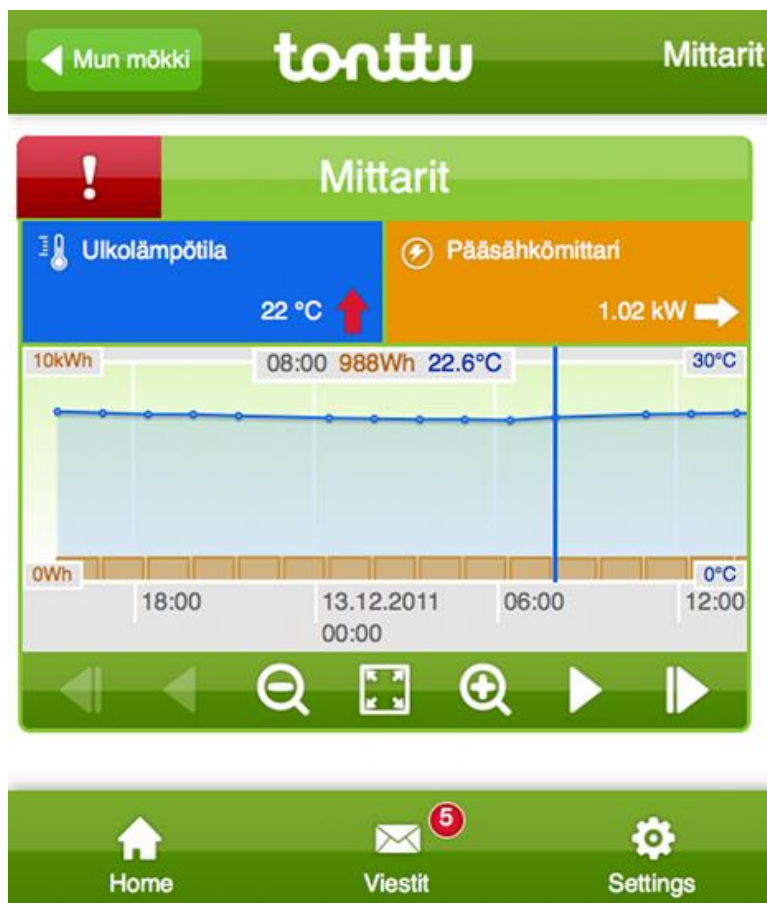 Mun mökki
tonttu
Mittarit
!
Mittarit
Ulkolämpötila
22 °C
Pääsähkömittari
1.02 kW
10kWh
08:00 988Wh 22.6°C
30°C
0Wh
0°C
18:00
13.12.2011
00:00
06:00
12:00
5
Home
Viestit
Settings